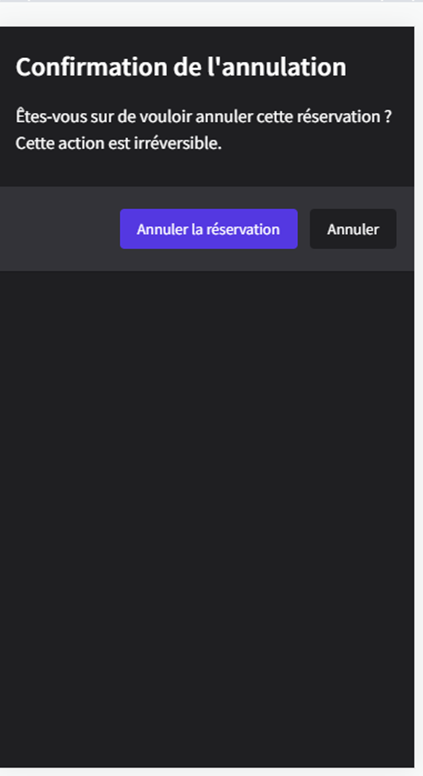 Confirmation de l'annulation
Êtes-vous sur de vouloir annuler cette réservation ?
Cette action est irréversible.
Annuler la réservation
Annuler